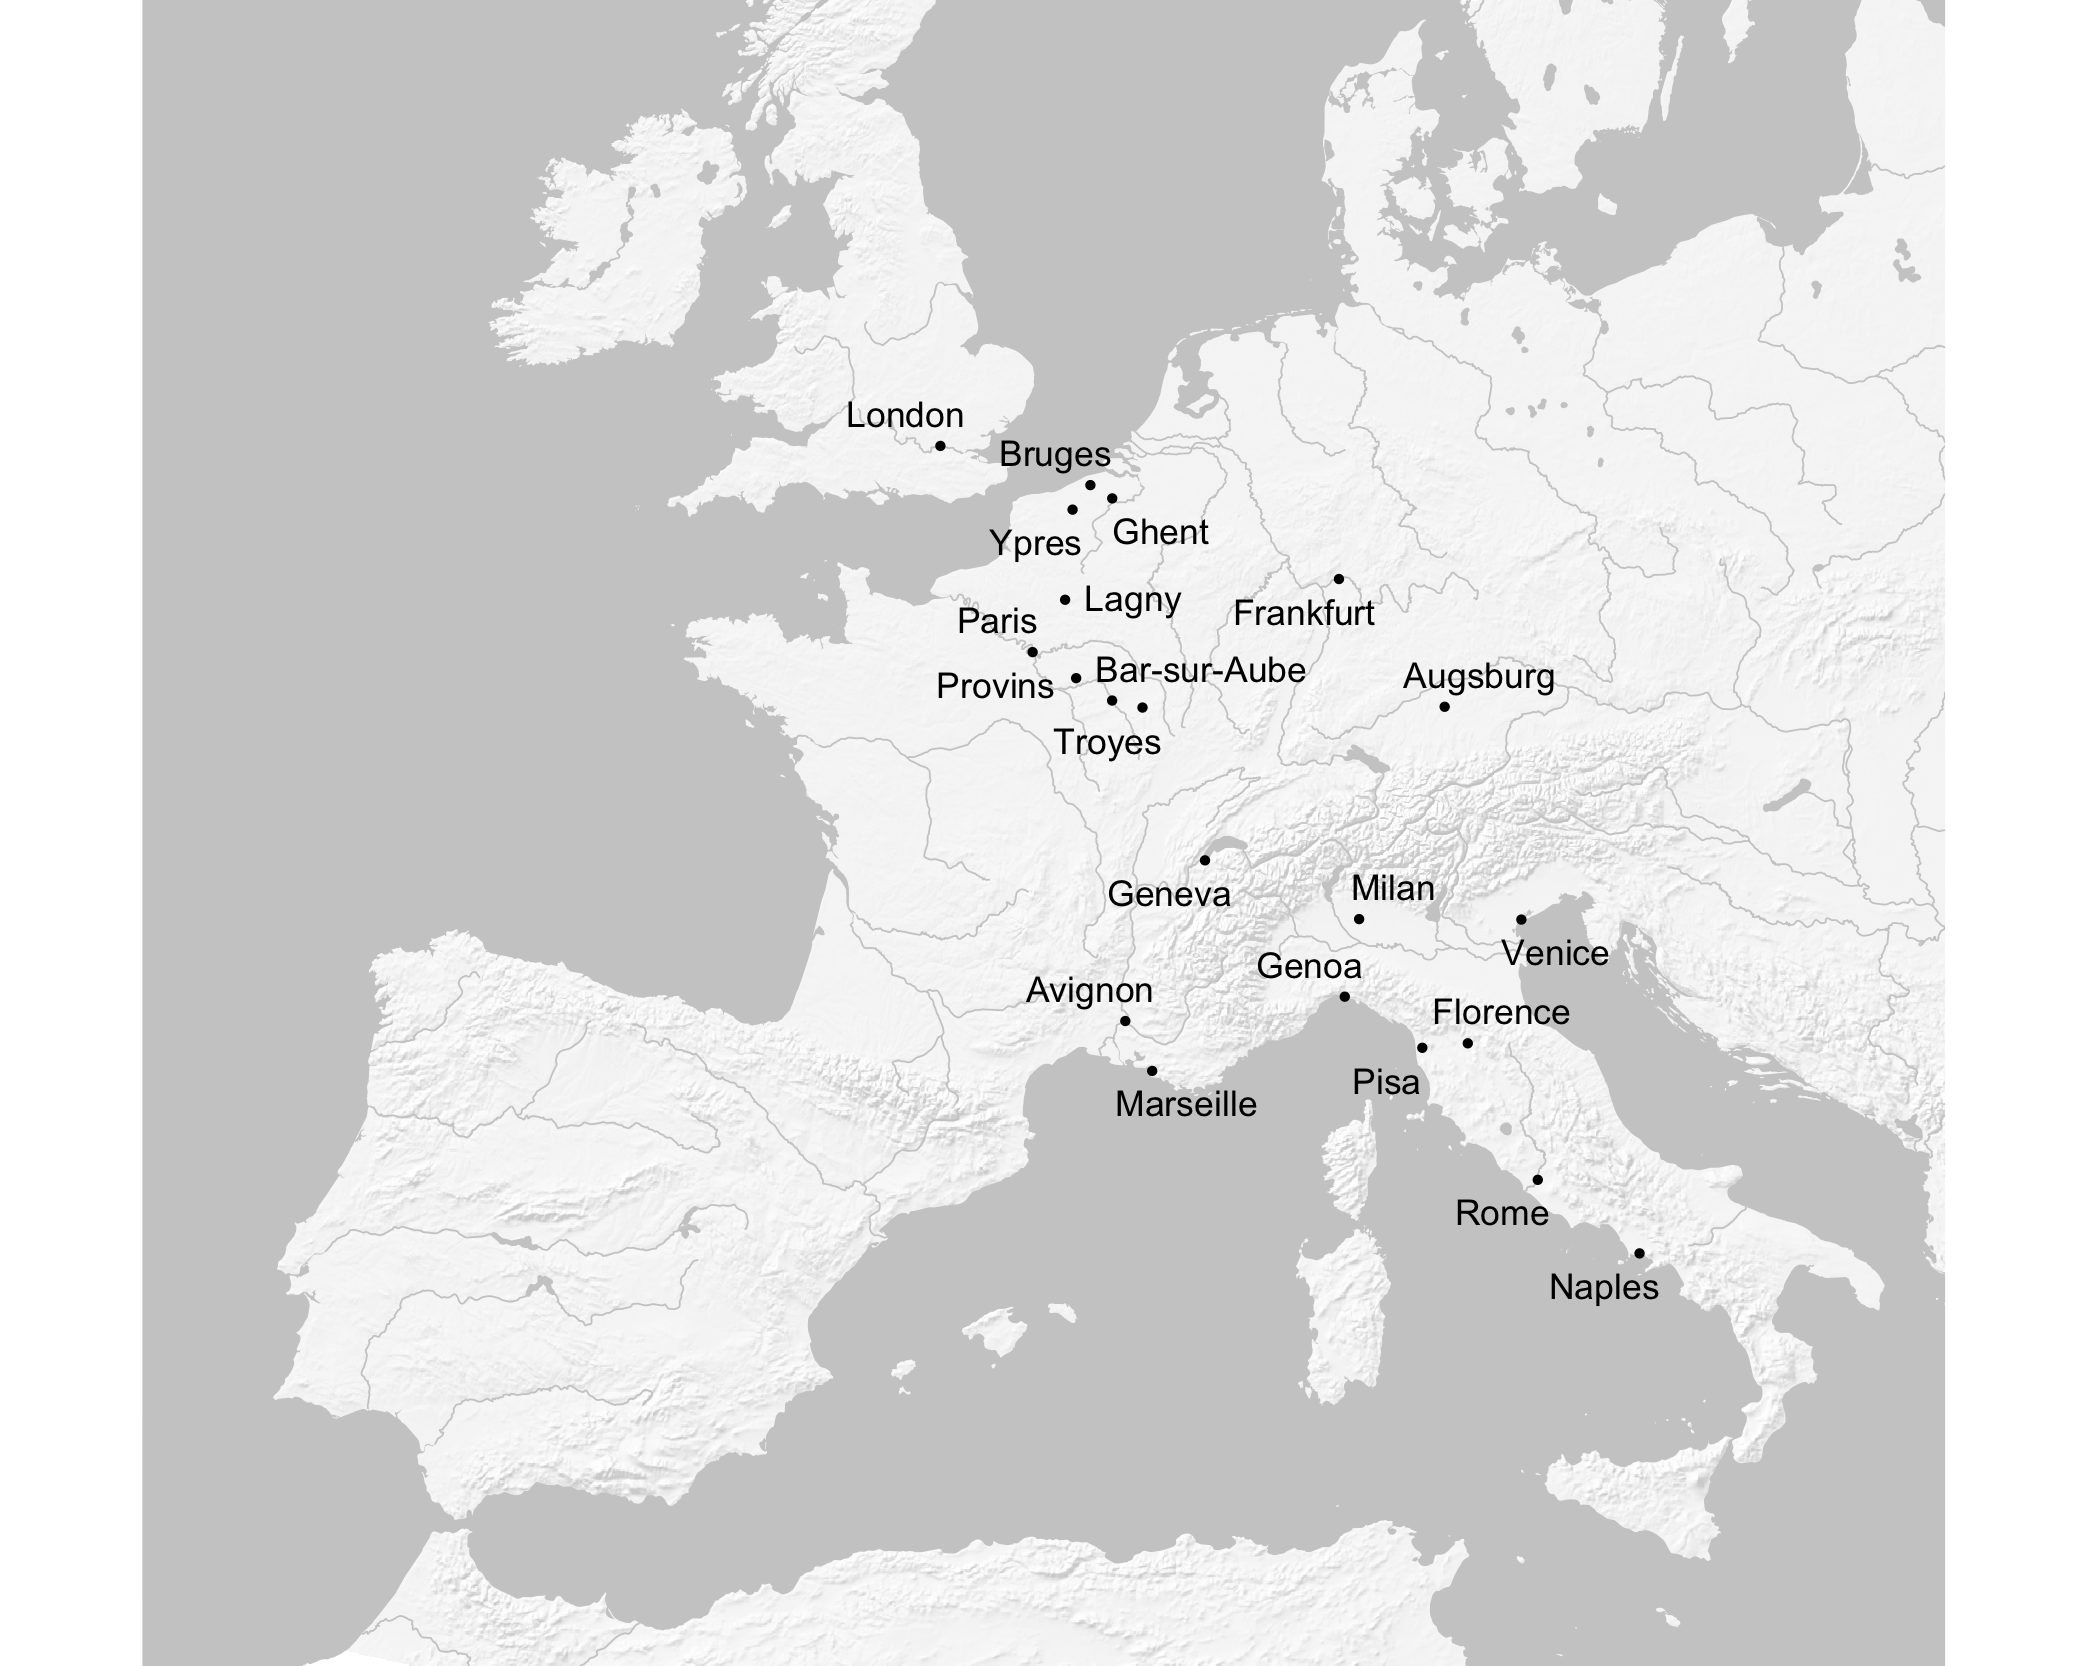 London
Bruges
Ghent
Ypres
Lagny
Frankfurt
Paris
Bar-sur-Aube
Provins
Augsburg
Troyes
Geneva
Milan
Venice
Genoa
Avignon
Florence
Pisa
Marseille
Rome
Naples